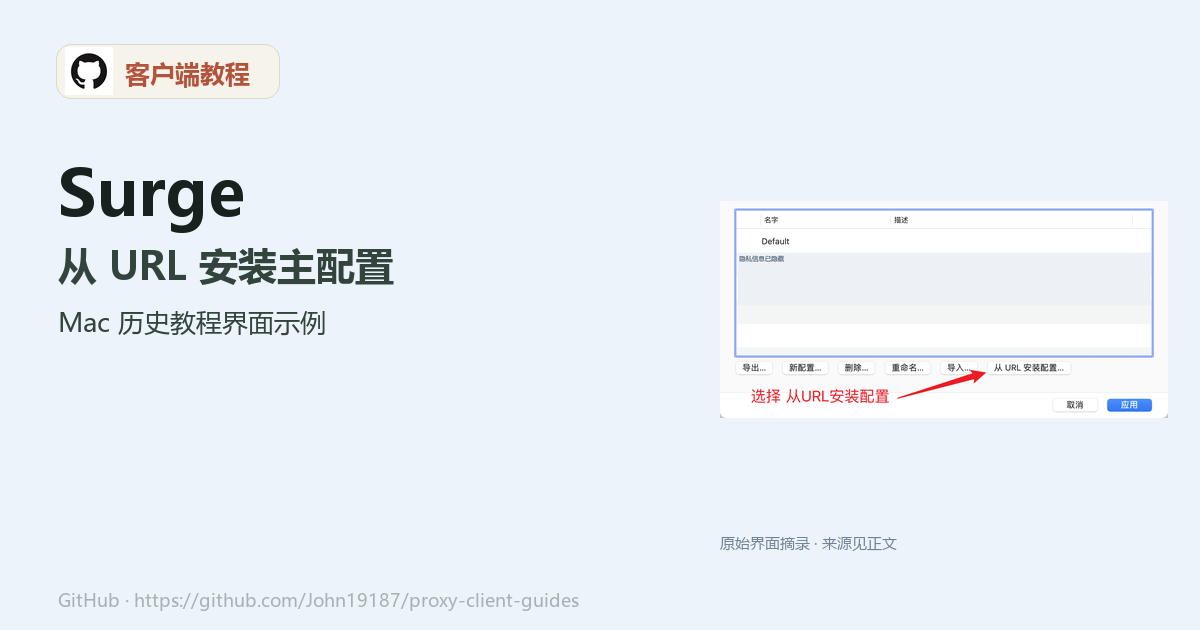 客户端教程
Surge
从 URL 安装主配置
Mac 历史教程界面示例
名字 描述
Default
隐私信息已隐藏
导出... 新配置... 删除... 重命名... 导入... 从 URL 安装配置...
选择 从URL安装配置
取消 应用
原始界面摘录 · 来源见正文
GitHub · https://github.com/John19187/proxy-client-guides